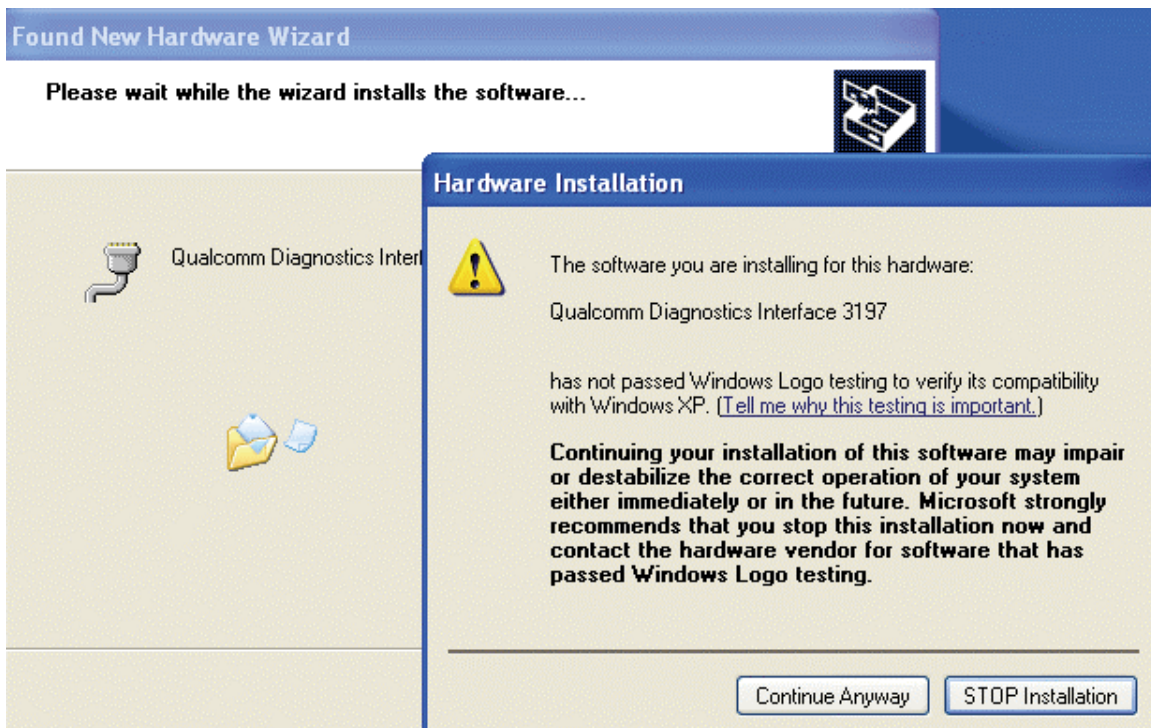 Found New Hardware Wizard
Please wait while the wizard installs the software...
Hardware Installation
Qualcomm Diagnostics
The software you are installing for this hardware:
Qualcomm Diagnostics Interface 3197
has not passed Windows Logo testing to verify its compatibility
with Windows XP. (Tell me why this testing is important.)
Continuing your installation of this software may impair
or destabilize the correct operation of your system
either immediately or in the future. Microsoft strongly
recommends that you stop this installation now and
contact the hardware vendor for software that has
passed Windows Logo testing.
Continue Anyway
STOP Installation